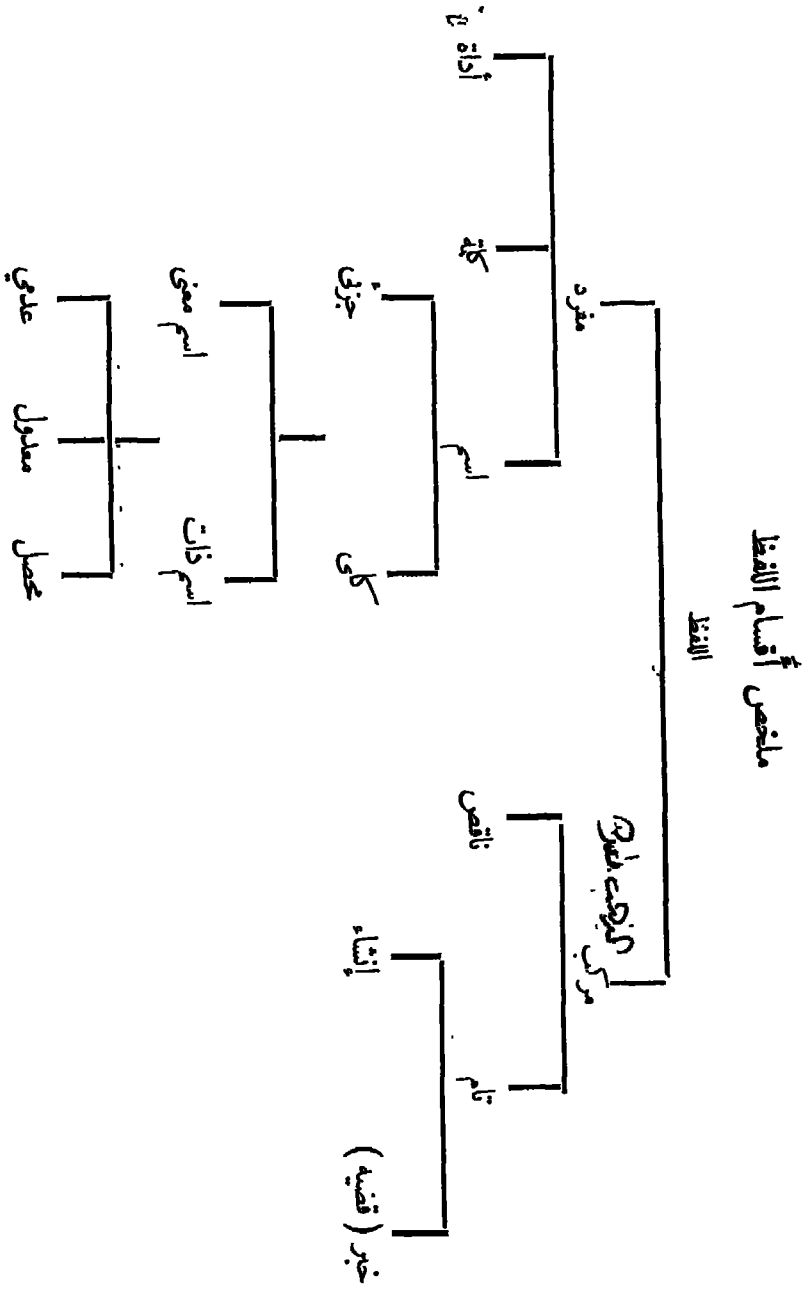 ملخص أقسام اللفظ
اللفظ
مركب
مفرد
تام
ناقص
اسم
كلمة
أداة
خبر (قضية)
إنشاء
كلي
جزئي
اسم ذات
اسم معنى
محصل
معدول
عدمي